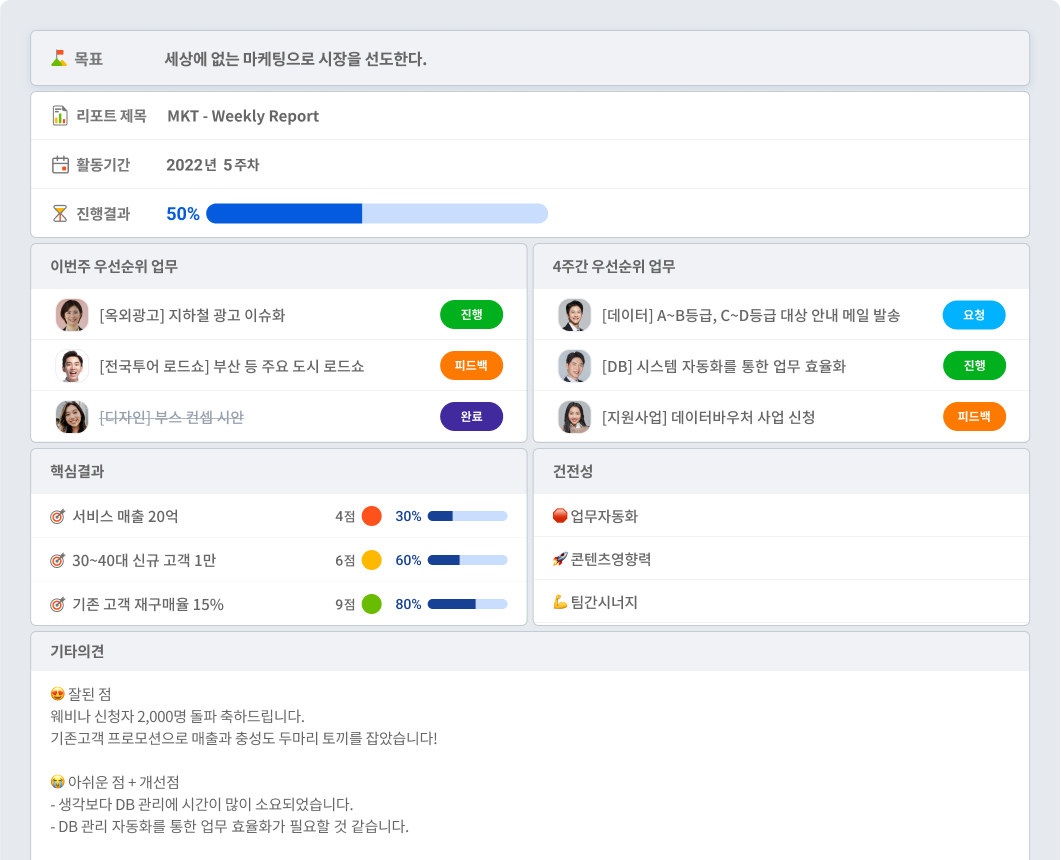 목표 세상에 없는 마케팅으로 시장을 선도한다.
리포트 제목 MKT - Weekly Report
활동기간 2022년 5주차
진행결과 50%
이번주 우선순위 업무
[옥외광고] 지하철 광고 이슈화 진행
[전국투어 로드쇼] 부산 등 주요 도시 로드쇼 피드백
[디자인] 부스 컨셉 시안 완료
4주간 우선순위 업무
[데이터] A~B등급, C~D등급 대상 안내 메일 발송 요청
[DB] 시스템 자동화를 통한 업무 효율화 진행
[지원사업] 데이터바우처 사업 신청 피드백
핵심결과
서비스 매출 20억 4점 30%
30~40대 신규 고객 1만 6점 60%
기존 고객 재구매율 15% 9점 80%
건전성
업무자동화
콘텐츠영향력
팀간시너지
기타의견
잘된 점
웨비나 신청자 2,000명 돌파 축하드립니다.
기존고객 프로모션으로 매출과 충성도 두마리 토끼를 잡았습니다!
아쉬운 점 + 개선점
- 생각보다 DB 관리에 시간이 많이 소요되었습니다.
- DB 관리 자동화를 통한 업무 효율화가 필요할 것 같습니다.